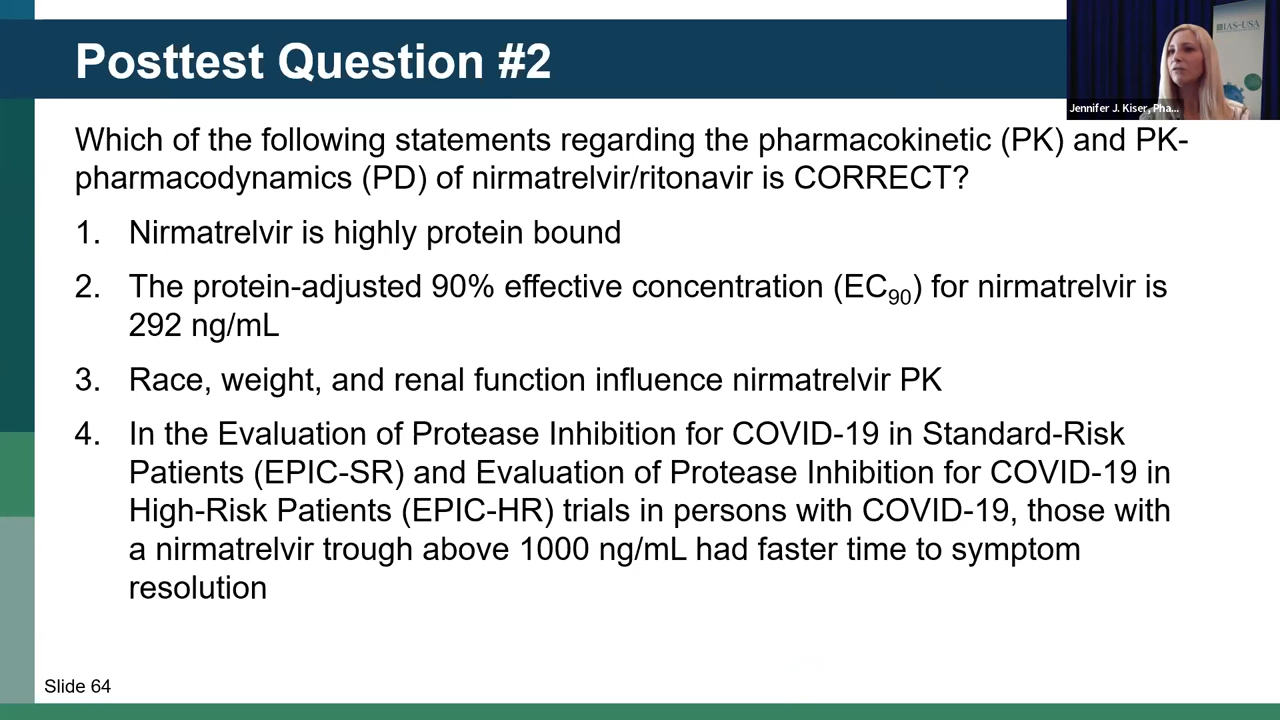 Posttest Question #2
IAS-USA
Jennifer J. Kiser, Pha...
Which of the following statements regarding the pharmacokinetic (PK) and PK-
pharmacodynamics (PD) of nirmatrelvir/ritonavir is CORRECT?
1. Nirmatrelvir is highly protein bound
2. The protein-adjusted 90% effective concentration (EC90) for nirmatrelvir is
292 ng/mL
3. Race, weight, and renal function influence nirmatrelvir PK
4. In the Evaluation of Protease Inhibition for COVID-19 in Standard-Risk
Patients (EPIC-SR) and Evaluation of Protease Inhibition for COVID-19 in
High-Risk Patients (EPIC-HR) trials in persons with COVID-19, those with
a nirmatrelvir trough above 1000 ng/mL had faster time to symptom
resolution
Slide 64